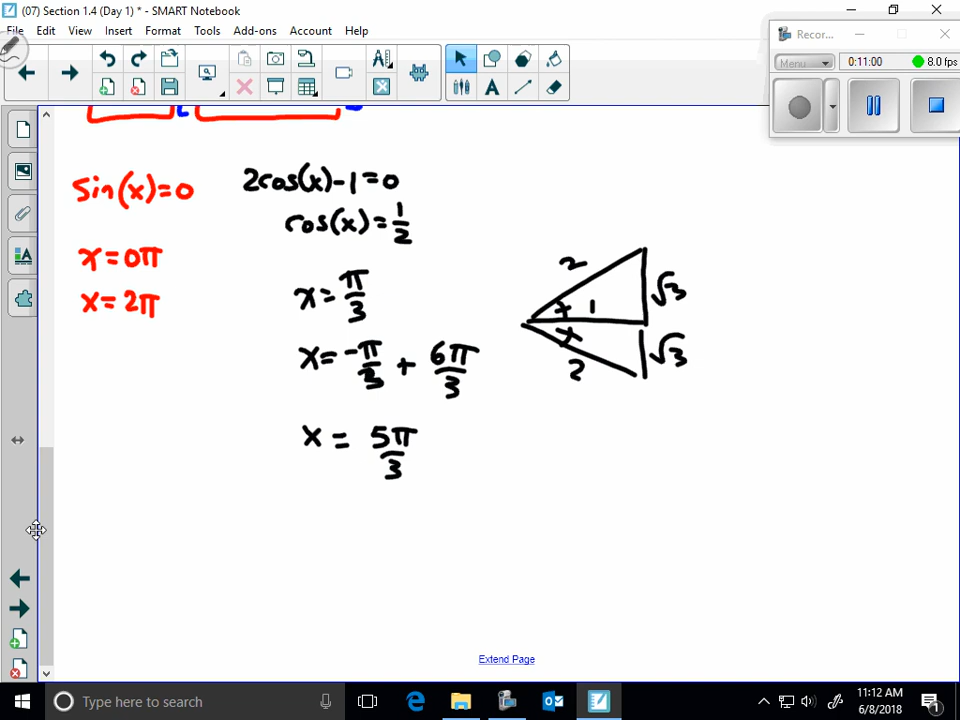 (07) Section 1.4 (Day 1) * - SMART Notebook
File Edit View Insert Format Tools Add-ons Account Help
Recor...
Menu
0:11:00
8.0 fps
sin(x)=0
x=0π
x=2π
2cos(x)-1=0
cos(x)=1/2
x=π/3
x=-π/3 + 6π/3
x = 5π/3
2
1
√3
2
√3
Extend Page
Type here to search
11:12 AM
6/8/2018
1